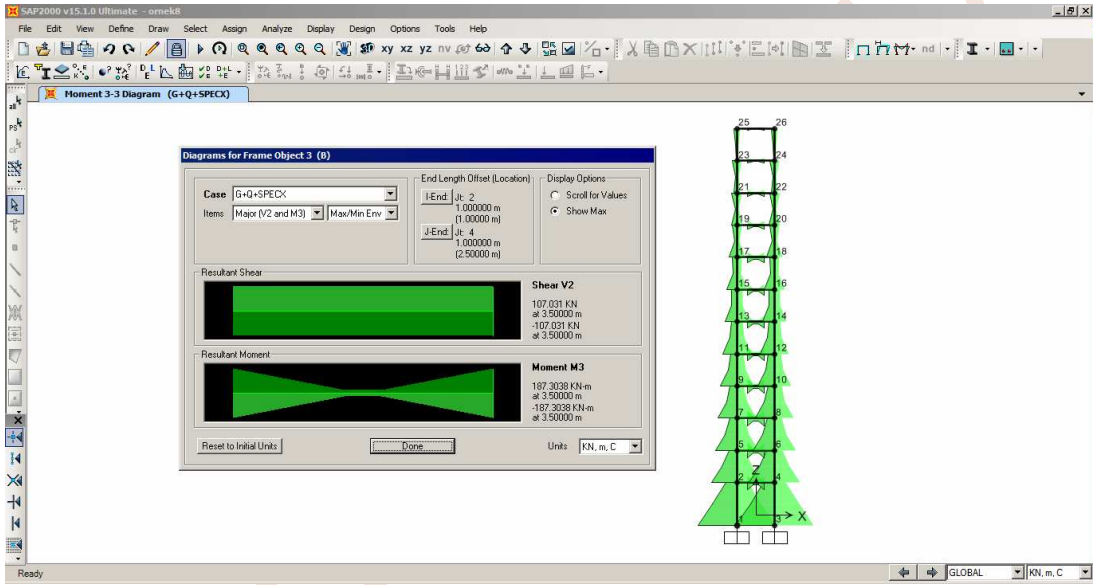 SAP2000 v15.1.0 Ultimate - ornek8
File Edit View Define Draw Select Assign Analyze Display Design Options Tools Help
xy xz yz nv nd
Moment 3-3 Diagram (G+Q+SPECX)
Diagrams for Frame Object 3 (B)
Case G+Q+SPECX
Items Major (V2 and M3) Max/Min Env
End Length Offset (Location)
I-End: Jt: 2
1.000000 m
(1.00000 m)
J-End: Jt: 4
1.000000 m
(2.50000 m)
Display Options
Scroll for Values
Show Max
Resultant Shear
Shear V2
107.031 KN
at 3.50000 m
-107.031 KN
at 3.50000 m
Resultant Moment
Moment M3
187.3038 KN-m
at 3.50000 m
-187.3038 KN-m
at 3.50000 m
Reset to Initial Units Done Units KN, m, C
25 26
23 24
21 22
19 20
17 18
15 16
13 14
11 12
9 10
7 8
5 6
2 Z 4
1 3 X
Ready GLOBAL KN, m, C